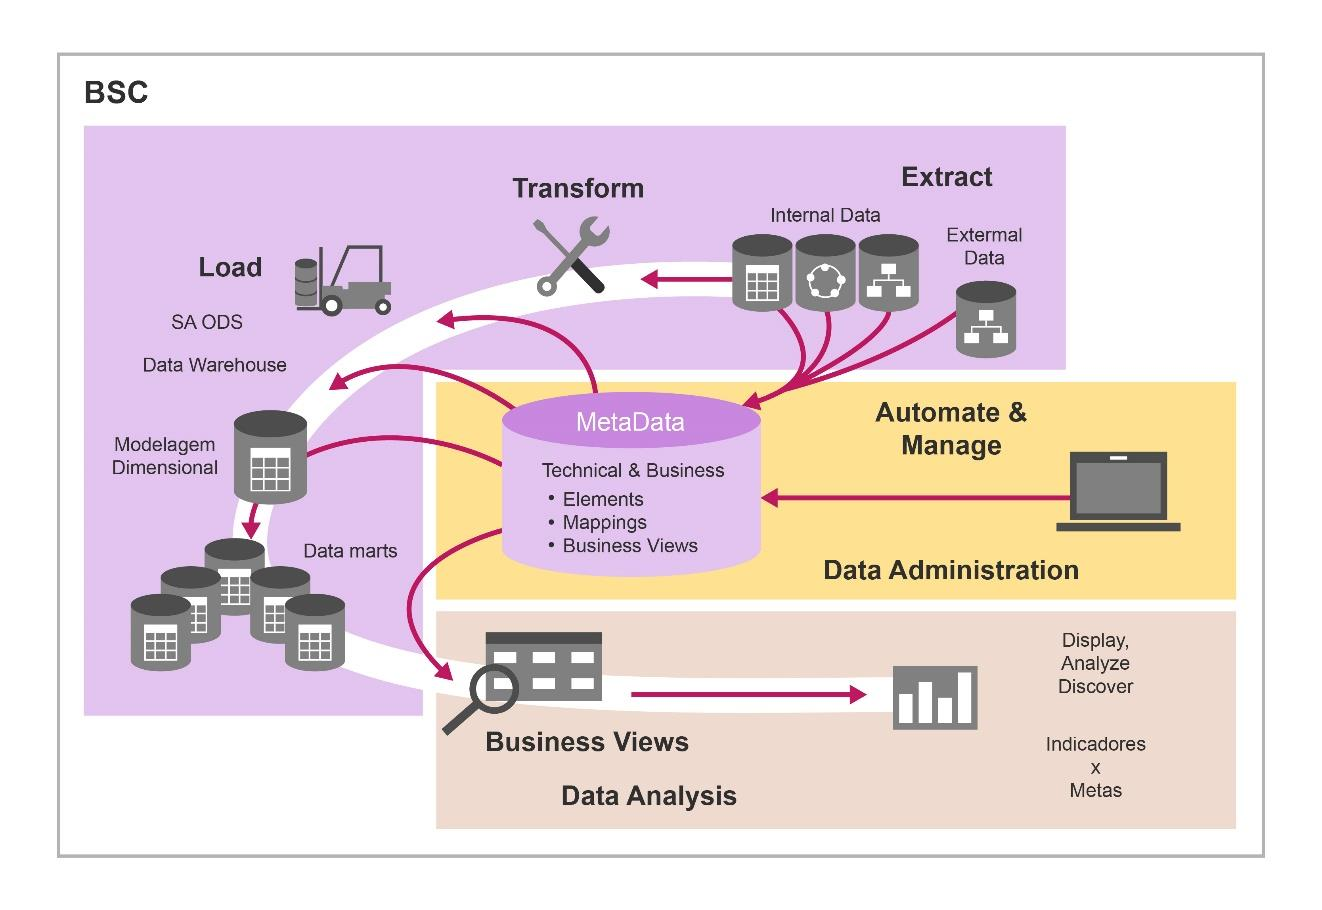 BSC
Extract
Transform
Internal Data
Extermal
Data
Load
SA ODS
Data Warehouse
Modelagem
Dimensional
Data marts
MetaData
Technical & Business
• Elements
• Mappings
• Business Views
Automate &
Manage
Data Administration
Business Views
Data Analysis
Display,
Analyze
Discover
Indicadores
x
Metas